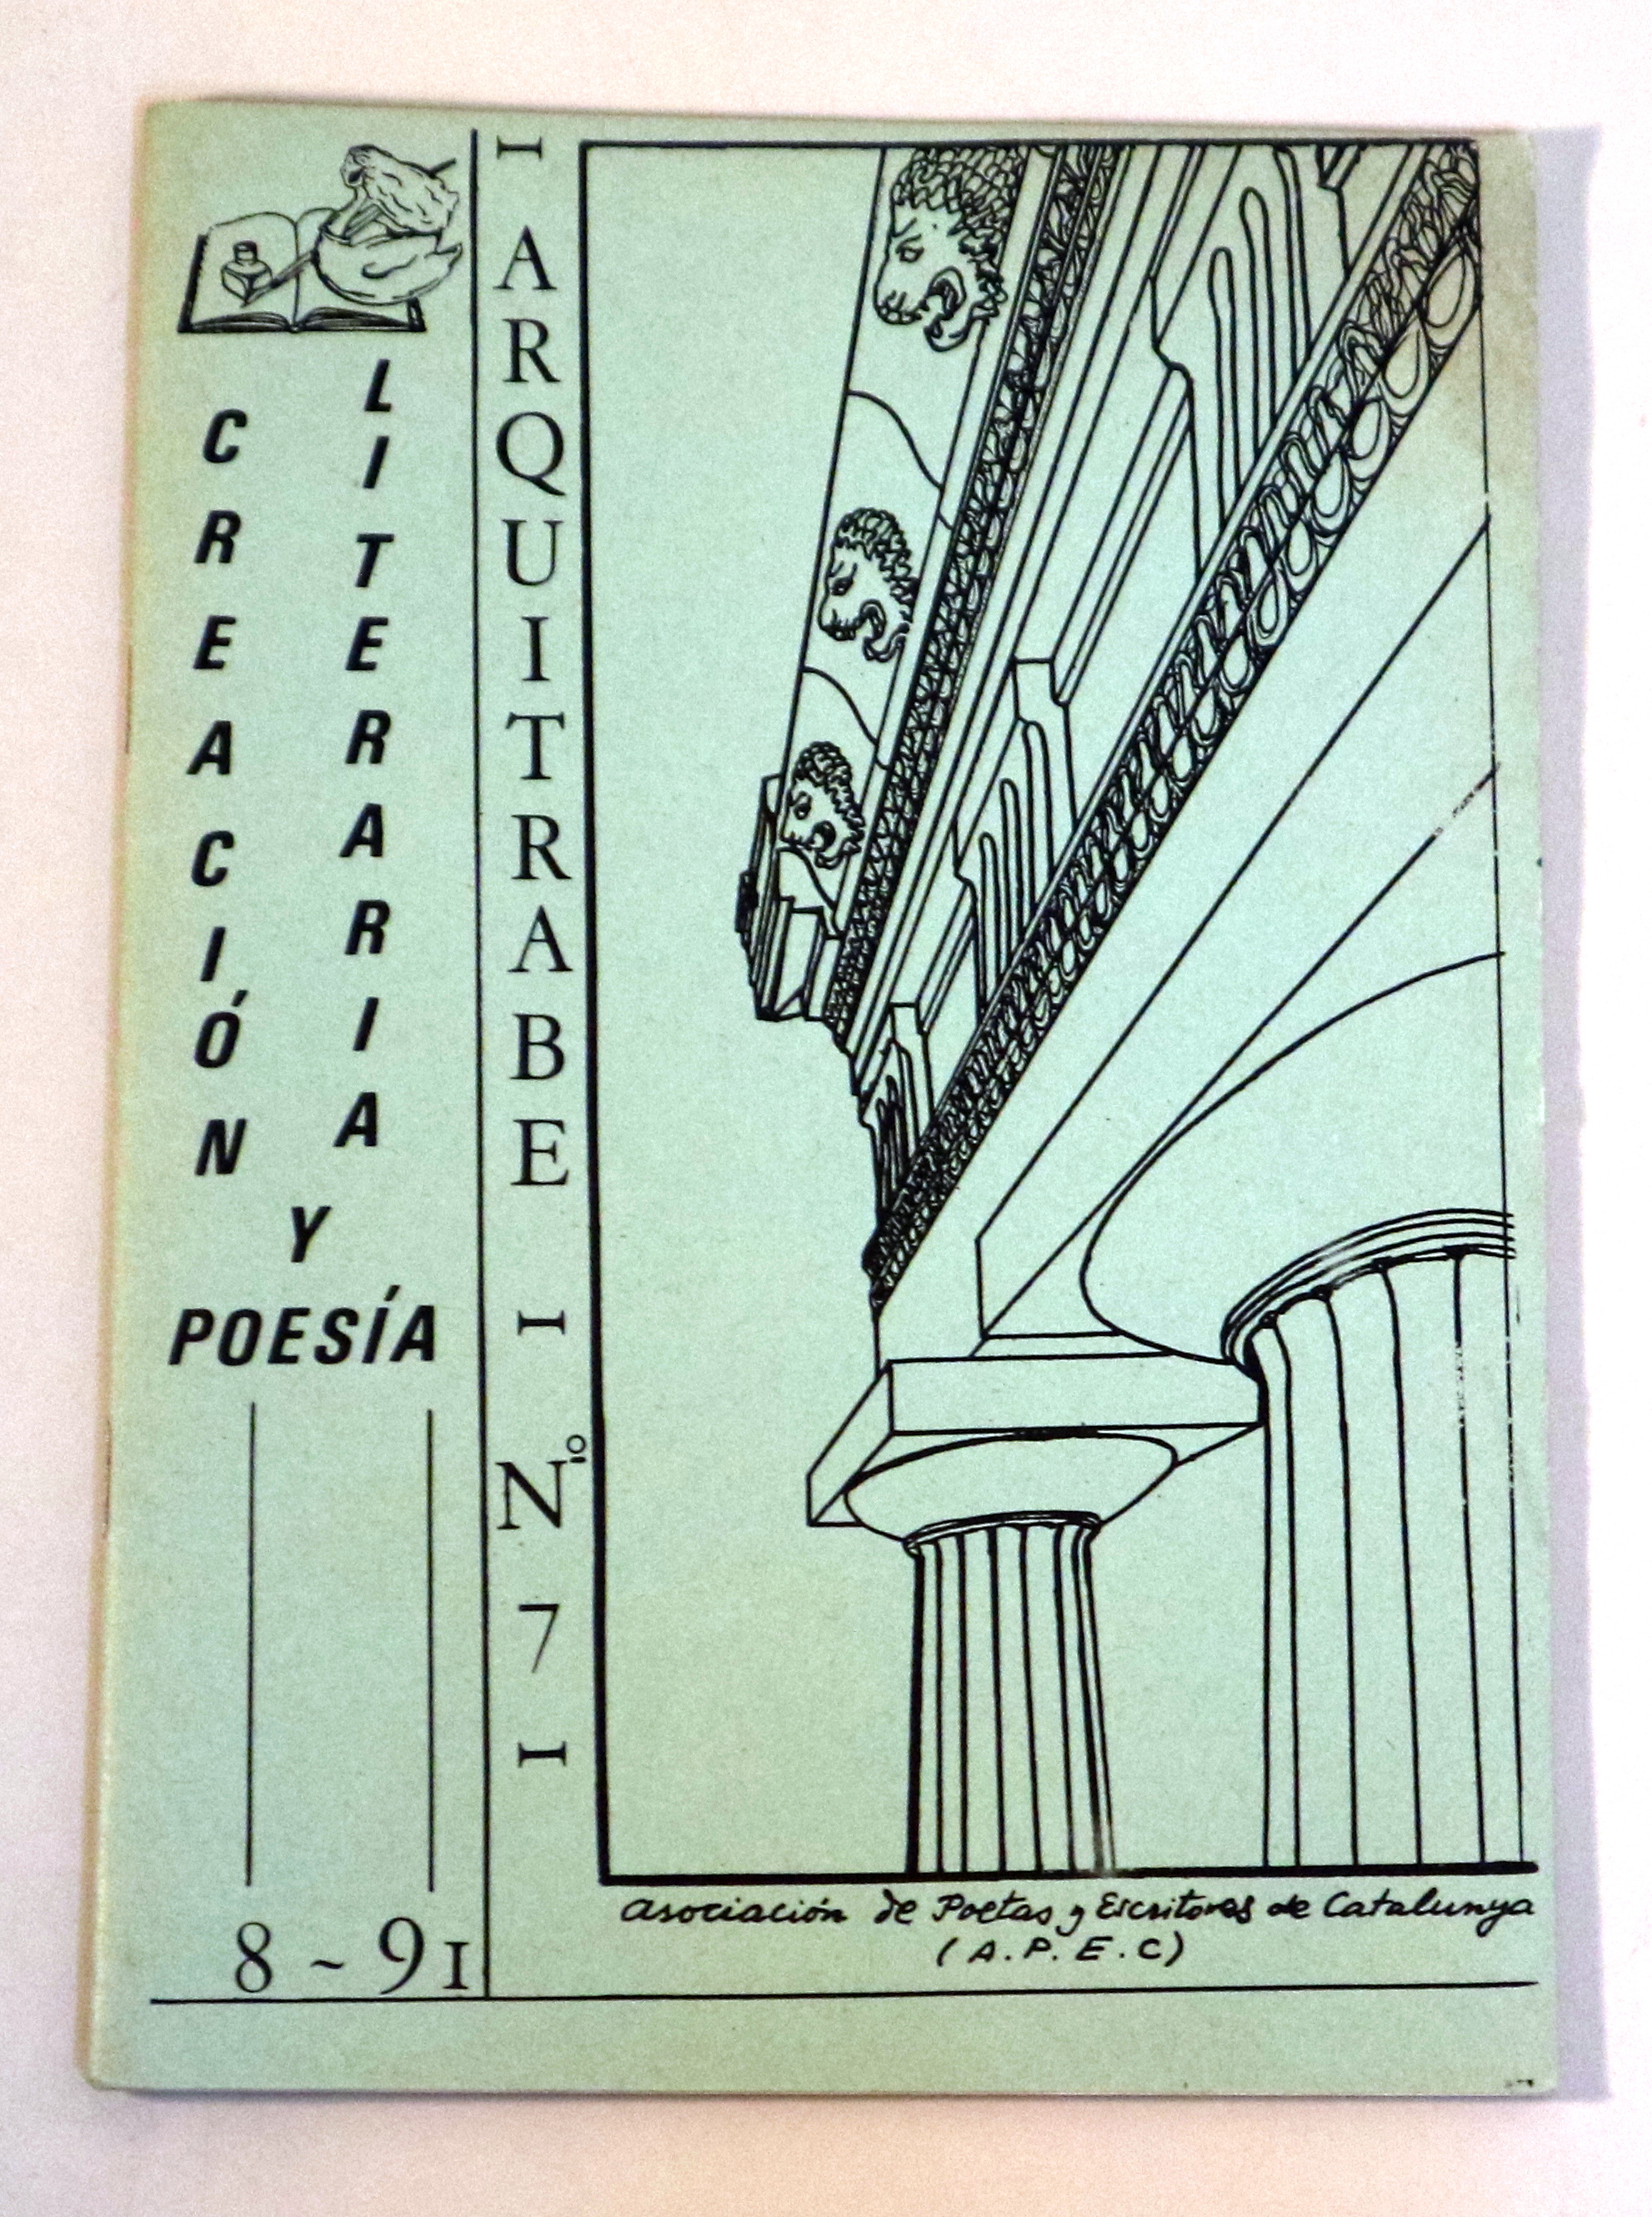 CREACIÓN
LITERARIA
Y
POESÍA
8 ~ 91
I ARQUITRABE I Nº 7 I
Asociación de Poetas y Escritores de Catalunya
(A.P.E.C)